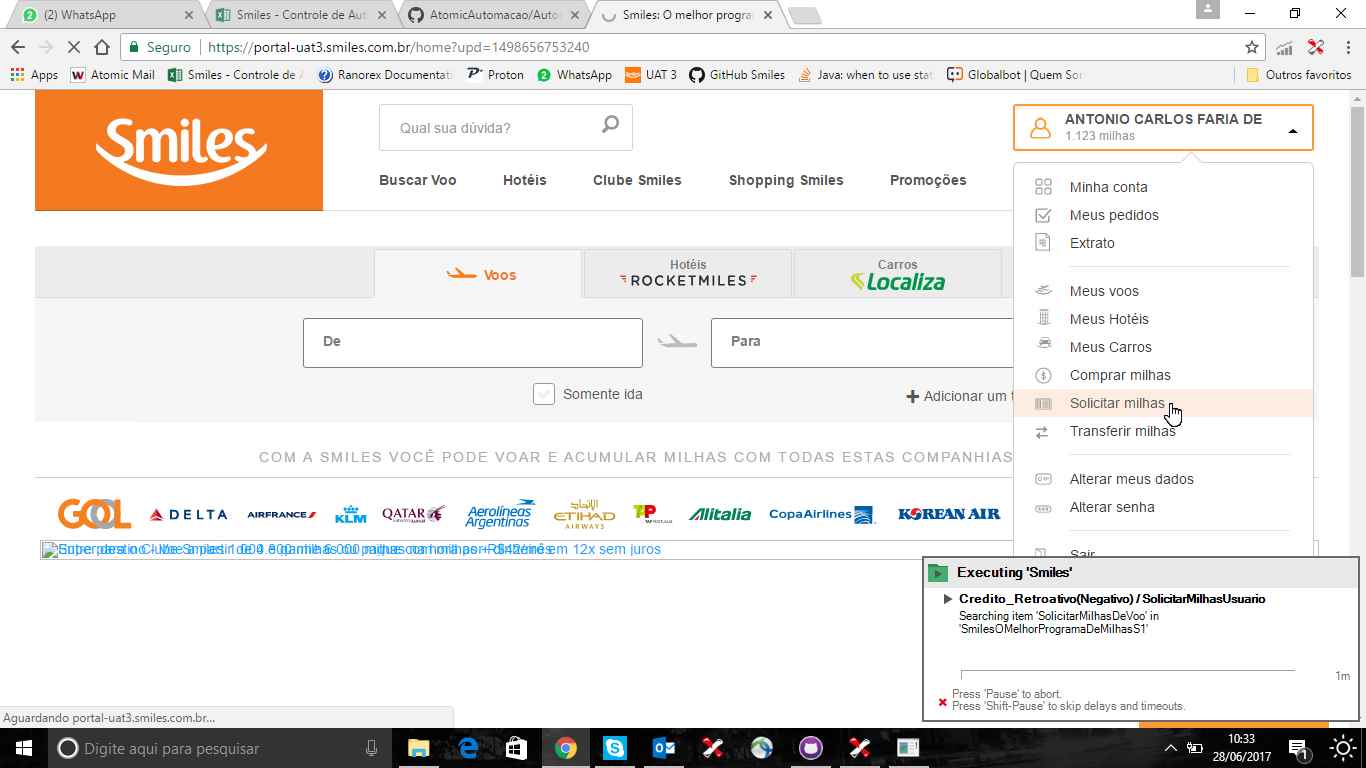 (2) WhatsApp
Smiles - Controle de Aut
AtomicAutomacao/Auto
Smiles: O melhor progra
Seguro
https://portal-uat3.smiles.com.br/home?upd=1498656753240
Apps
Atomic Mail
Smiles - Controle de A
Ranorex Documentati
Proton
WhatsApp
UAT 3
GitHub Smiles
Java: when to use stat
Globalbot | Quem So
Outros favoritos
Smiles
Qual sua dúvida?
ANTONIO CARLOS FARIA DE
1.123 milhas
Buscar Voo
Hotéis
Clube Smiles
Shopping Smiles
Promoções
Minha conta
Meus pedidos
Extrato
Meus voos
Meus Hotéis
Meus Carros
Comprar milhas
Solicitar milhas
Transferir milhas
Alterar meus dados
Alterar senha
Sair
Voos
Hotéis
ROCKETMILES
Carros
Localiza
De
Para
Somente ida
Adicionar um t
COM A SMILES VOCÊ PODE VOAR E ACUMULAR MILHAS COM TODAS ESTAS COMPANHIAS
GOL
DELTA
AIRFRANCE
KLM
QATAR
Aerolíneas
Argentinas
ETIHAD
AIRWAYS
TAP
Alitalia
CopaAirlines
KOREAN AIR
em 12x sem juros
Executing 'Smiles'
Credito_Retroativo(Negativo) / SolicitarMilhasUsuario
Searching item 'SolicitarMilhasDeVoo' in
'SmilesOMelhorProgramaDeMilhasS1'
1m
Press 'Pause' to abort.
Press 'Shift-Pause' to skip delays and timeouts.
Aguardando portal-uat3.smiles.com.br...
Digite aqui para pesquisar
10:33
28/06/2017
1